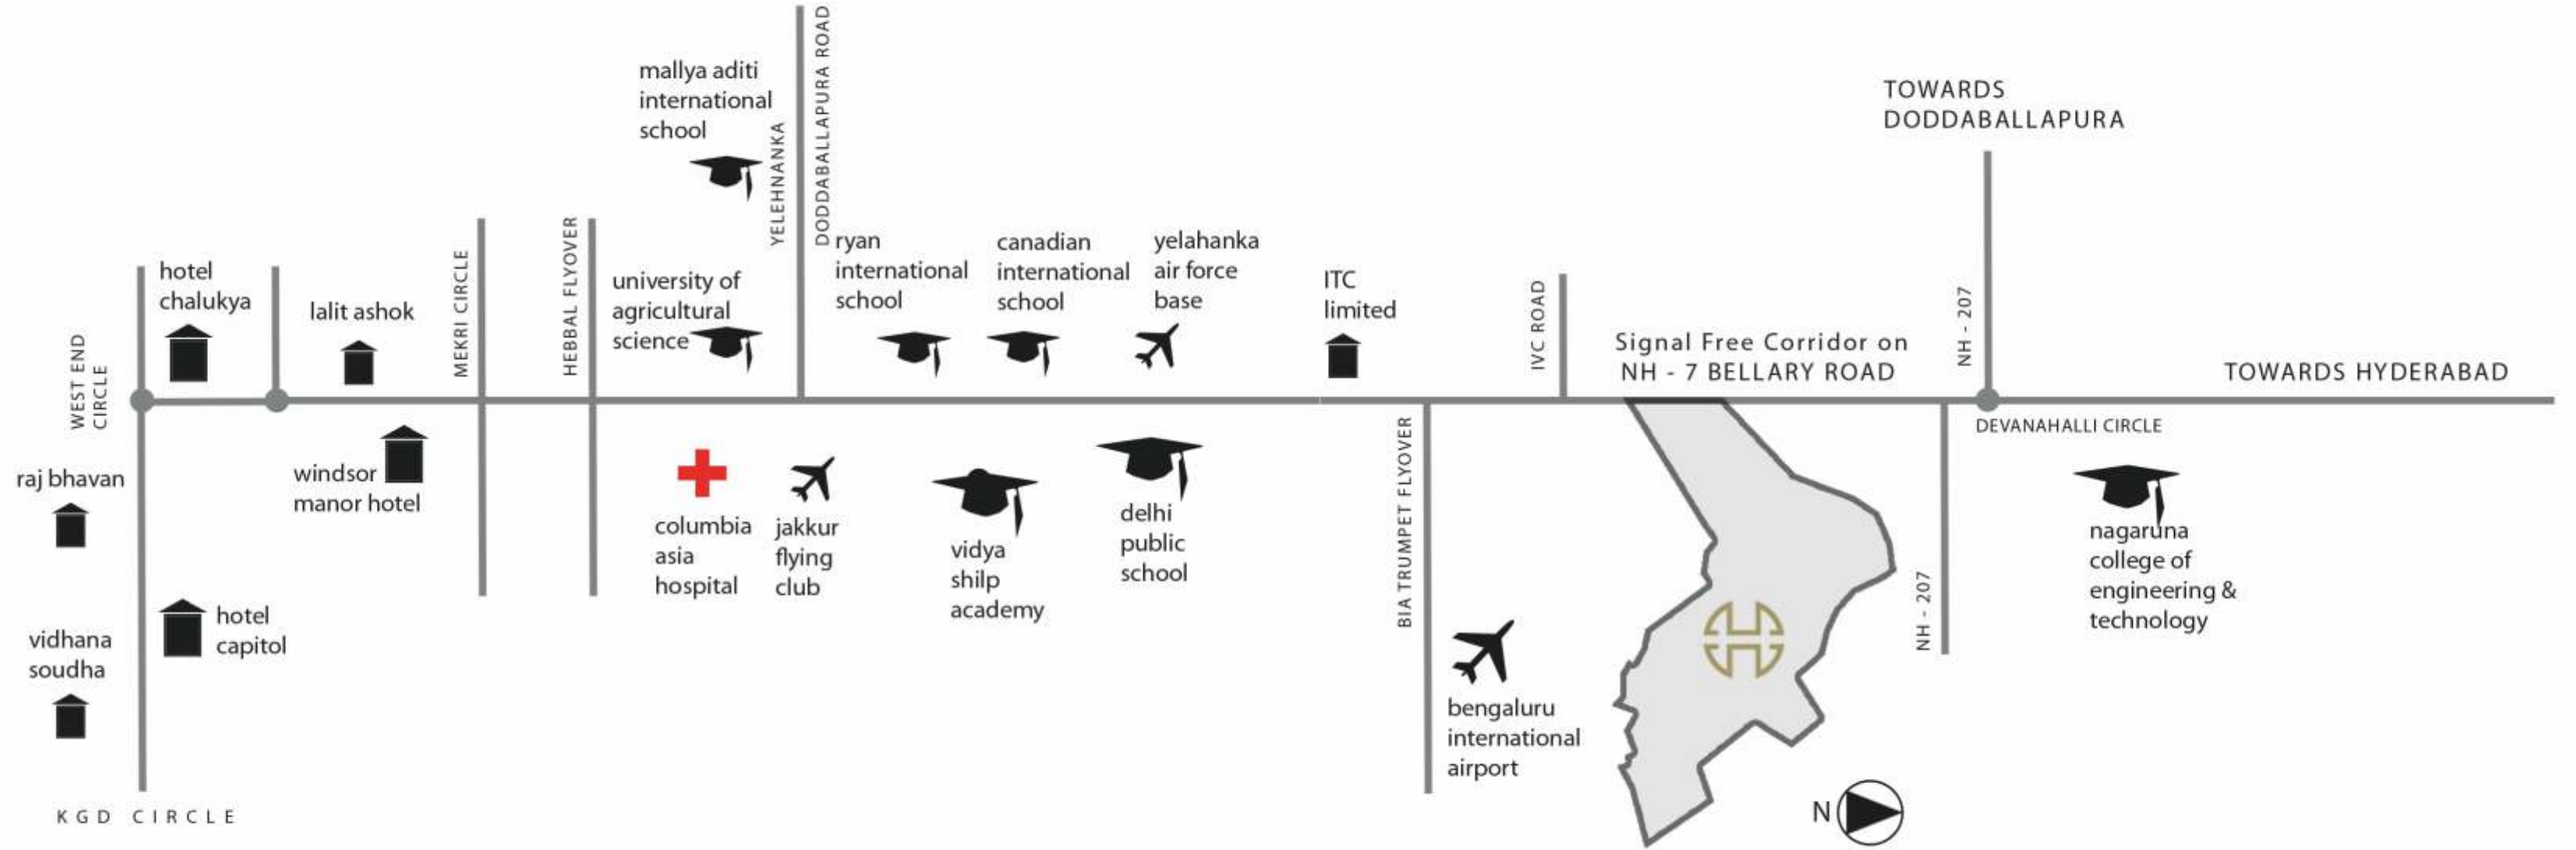 mallya aditi
international
school
YELEHNANKA
DODDABALLAPURA ROAD
TOWARDS
DODDABALLAPURA
hotel
chalukya
lalit ashok
MEKRI CIRCLE
HEBBAL FLYOVER
university of
agricultural
science
ryan
international
school
canadian
international
school
yelahanka
air force
base
ITC
limited
IVC ROAD
Signal Free Corridor on
NH - 7 BELLARY ROAD
NH - 207
TOWARDS HYDERABAD
WEST END
CIRCLE
DEVANAHALLI CIRCLE
raj bhavan
windsor
manor hotel
columbia
asia
hospital
jakkur
flying
club
vidya
shilp
academy
delhi
public
school
BIA TRUMPET FLYOVER
NH - 207
nagaruna
college of
engineering &
technology
hotel
capitol
vidhana
soudha
bengaluru
international
airport
KGD CIRCLE
N